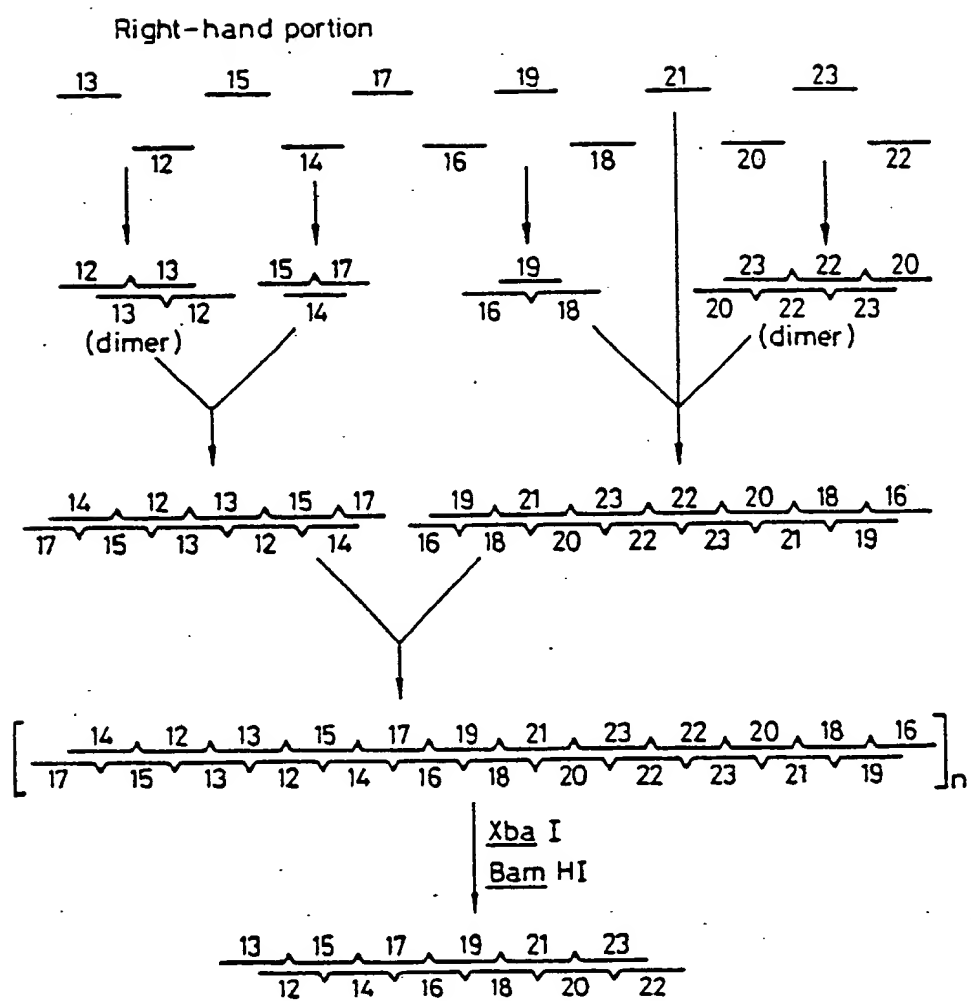 Right-hand portion
13 15 17 19 21 23
12 14 16 18 20 22
12 13 15 17 19 23 22 20
13 12 14 16 18 20 22 23
(dimer) (dimer)
14 12 13 15 17 19 21 23 22 20 18 16
17 15 13 12 14 16 18 20 22 23 21 19
[ 14 12 13 15 17 19 21 23 22 20 18 16 ]n
17 15 13 12 14 16 18 20 22 23 21 19
Xba I
Bam HI
13 15 17 19 21 23
12 14 16 18 20 22